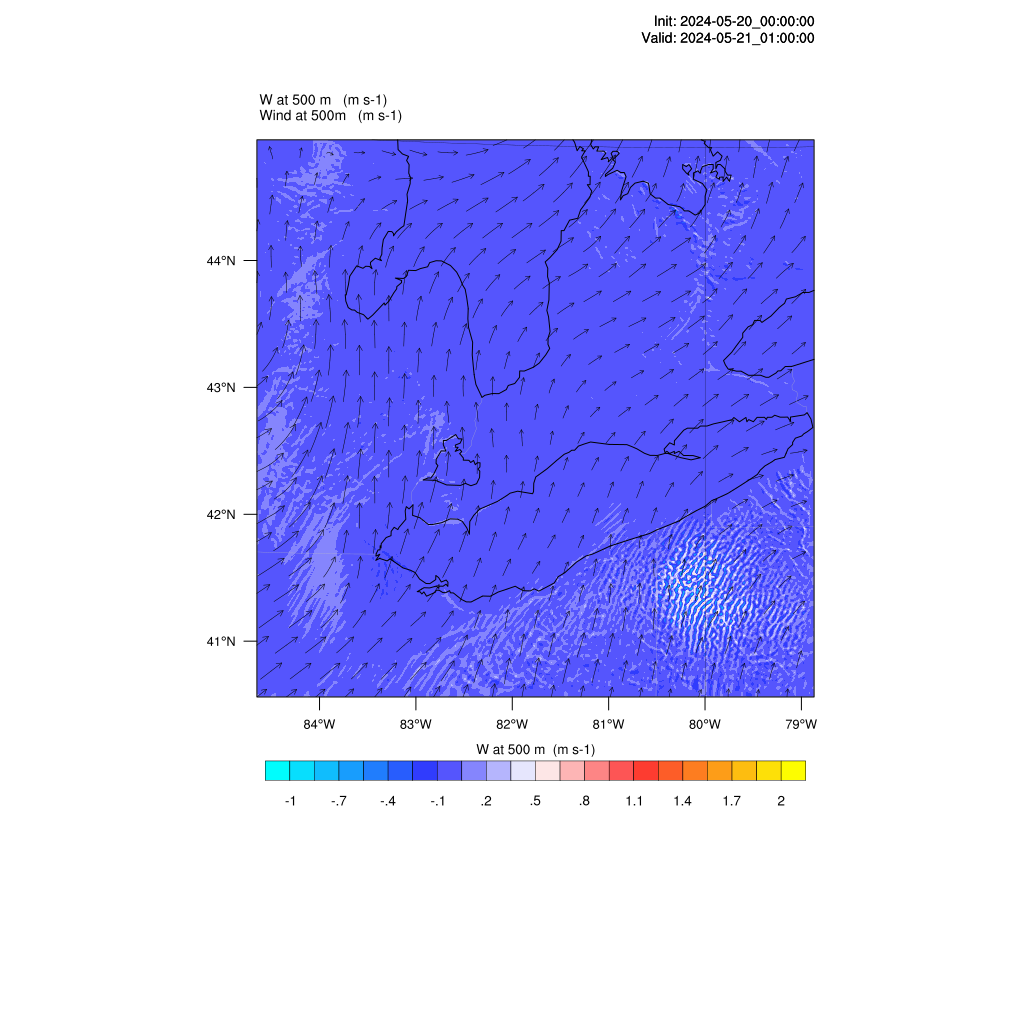 Init: 2024-05-20_00:00:00
Valid: 2024-05-21_01:00:00
W at 500 m (m s-1)
Wind at 500m (m s-1)
44°N
43°N
42°N
41°N
84°W 83°W 82°W 81°W 80°W 79°W
W at 500 m (m s-1)
-1 -.7 -.4 -.1 .2 .5 .8 1.1 1.4 1.7 2